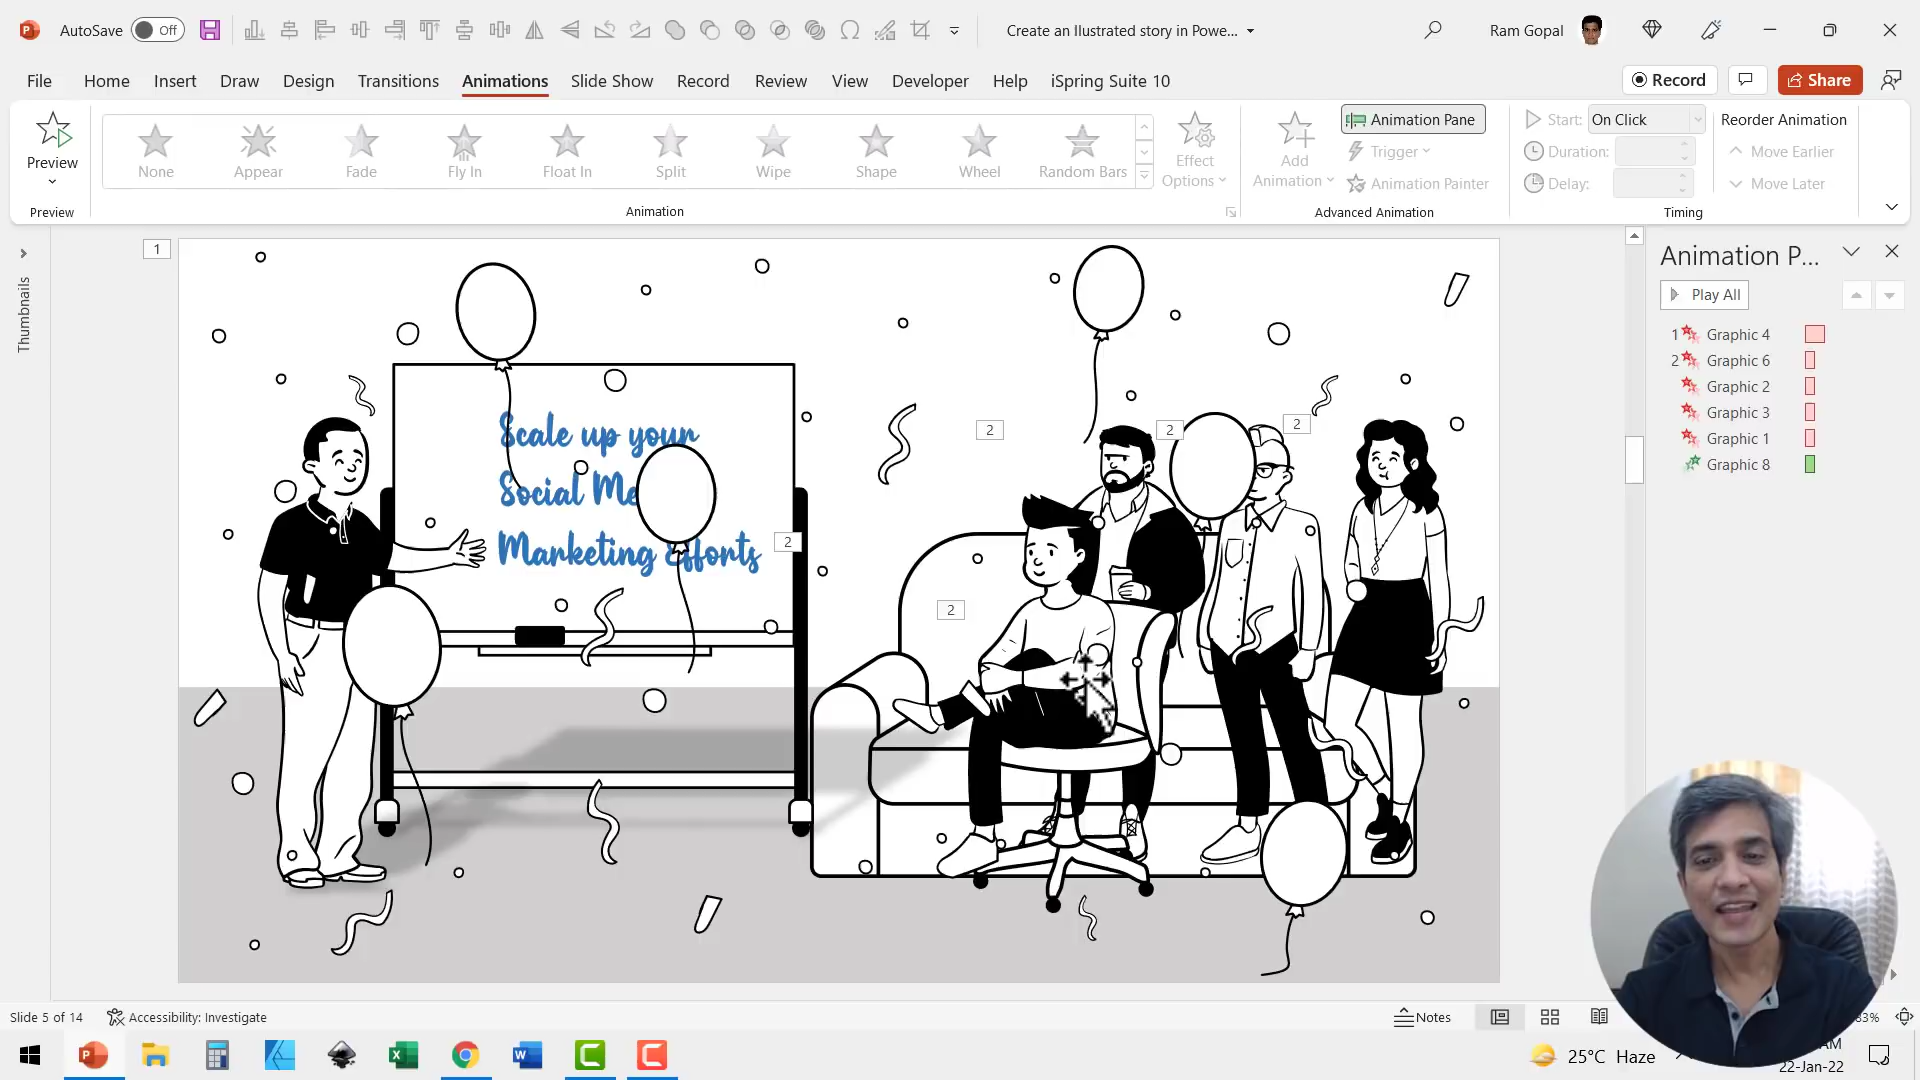 AutoSave
Off
Create an Ilustrated story in Powe...
Ram Gopal
File
Home
Insert
Draw
Design
Transitions
Animations
Slide Show
Record
Review
View
Developer
Help
iSpring Suite 10
Record
Share
Preview
None
Appear
Fade
Fly In
Float In
Split
Wipe
Shape
Wheel
Random Bars
Effect
Options
Add
Animation
Animation Pane
Trigger
Animation Painter
Start:
On Click
Duration:
Delay:
Reorder Animation
Move Earlier
Move Later
Preview
Animation
Advanced Animation
Timing
Thumbnails
1
Scale up your
Social Me
Marketing Efforts
2
2
2
2
2
Animation P...
Play All
1 Graphic 4
2 Graphic 6
Graphic 2
Graphic 3
Graphic 1
Graphic 8
Slide 5 of 14
Accessibility: Investigate
Notes
25°C Haze
AM
22-Jan-22